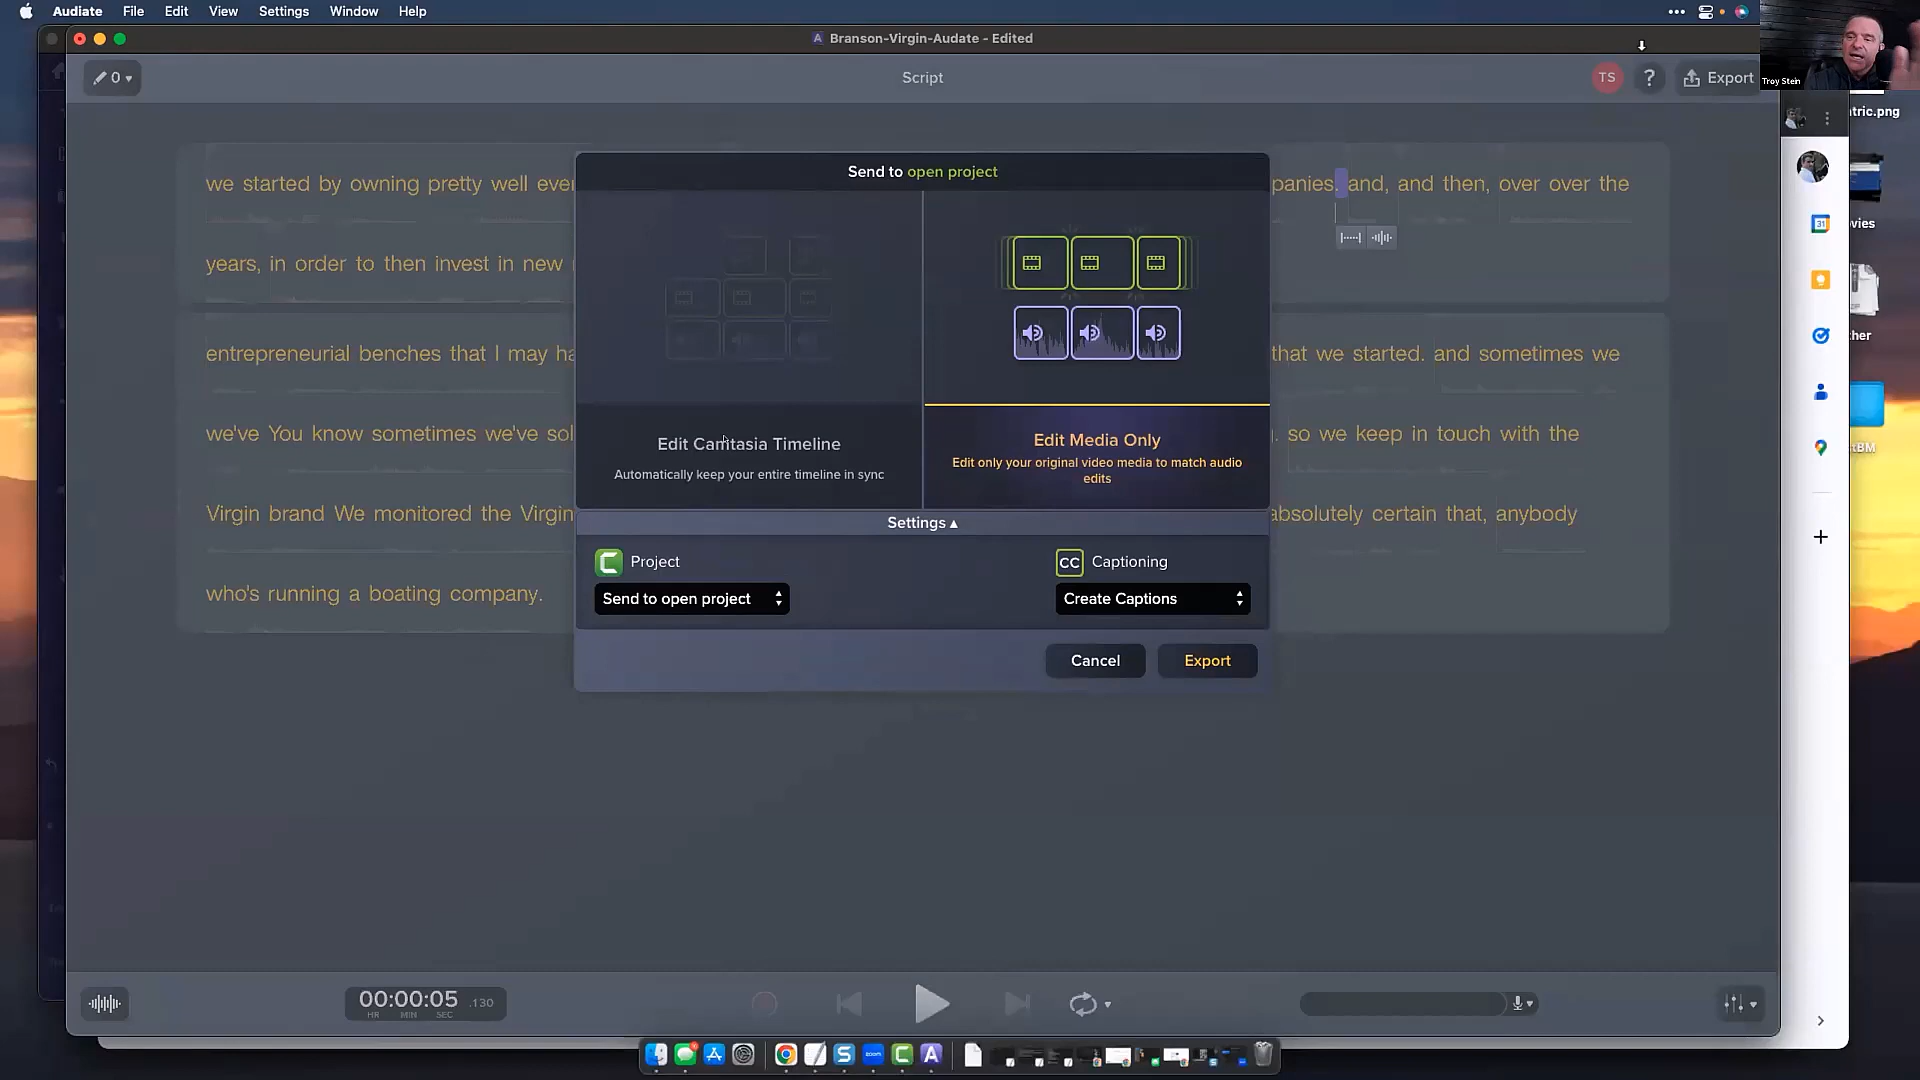 Audiate File Edit View Settings Window Help
Branson-Virgin-Audate - Edited
Troy Stein
0
Script
TS
?
Export
tric.png
we started by owning pretty well ever
panies. and, and then, over over the
years, in order to then invest in new
vies
ther
entrepreneurial benches that I may ha
that we started. and sometimes we
we've You know sometimes we've sol
. so we keep in touch with the
Virgin brand We monitored the Virgin
absolutely certain that, anybody
who's running a boating company.
Send to open project
Edit Camtasia Timeline
Automatically keep your entire timeline in sync
Edit Media Only
Edit only your original video media to match audio
edits
Settings
Project
CC Captioning
Send to open project
Create Captions
Cancel
Export
31
tBM
00:00:05 .130
HR MIN SEC